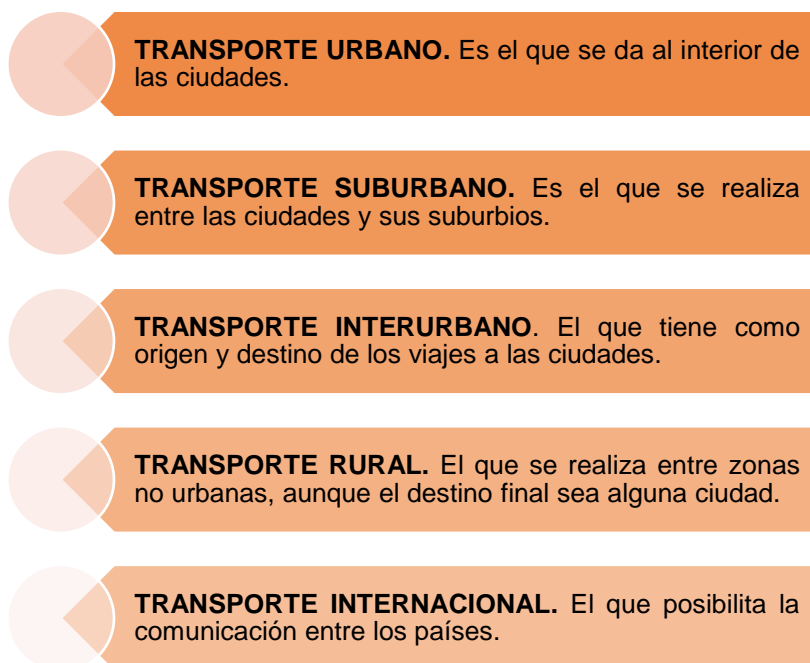 TRANSPORTE URBANO. Es el que se da al interior de
las ciudades.
TRANSPORTE SUBURBANO. Es el que se realiza
entre las ciudades y sus suburbios.
TRANSPORTE INTERURBANO. El que tiene como
origen y destino de los viajes a las ciudades.
TRANSPORTE RURAL. El que se realiza entre zonas
no urbanas, aunque el destino final sea alguna ciudad.
TRANSPORTE INTERNACIONAL. El que posibilita la
comunicación entre los países.